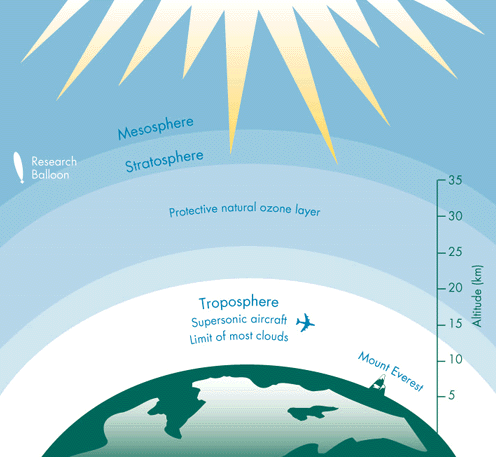 Mesosphere
Stratosphere
Research
Balloon
Protective natural ozone layer
Troposphere
Supersonic aircraft
Limit of most clouds
Mount Everest
35
30
25
20
15
10
5
Altitude (km)